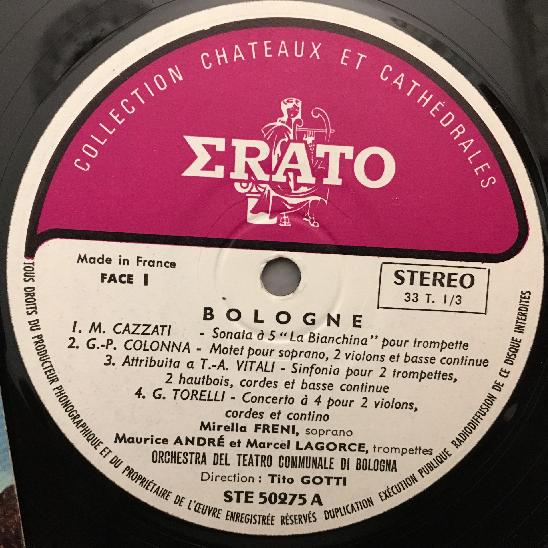 COLLECTION CHATEAUX ET CATHÉDRALES
ERATO
Made in France
FACE I
STEREO
33 T. 1/3
BOLOGNE
1. M. CAZZATI - Sonata à 5 "La Bianchina" pour trompette
2. G.-P. COLONNA - Motet pour soprano, 2 violons et basse continue
3. Attribuita a T.-A. VITALI - Sinfonia pour 2 trompettes,
2 hautbois, cordes et basse continue
4. G. TORELLI - Concerto à 4 pour 2 violons,
cordes et contino
Mirella FRENI, soprano
Maurice ANDRÉ et Marcel LAGORCE, trompettes
ORCHESTRA DEL TEATRO COMMUNALE DI BOLOGNA
Direction : Tito GOTTI
STE 50275 A
TOUS DROITS DU PRODUCTEUR PHONOGRAPHIQUE ET DU PROPRIÉTAIRE DE L'ŒUVRE ENREGISTRÉE RÉSERVÉS DUPLICATION EXÉCUTION PUBLIQUE RADIODIFFUSION DE CE DISQUE INTERDITES